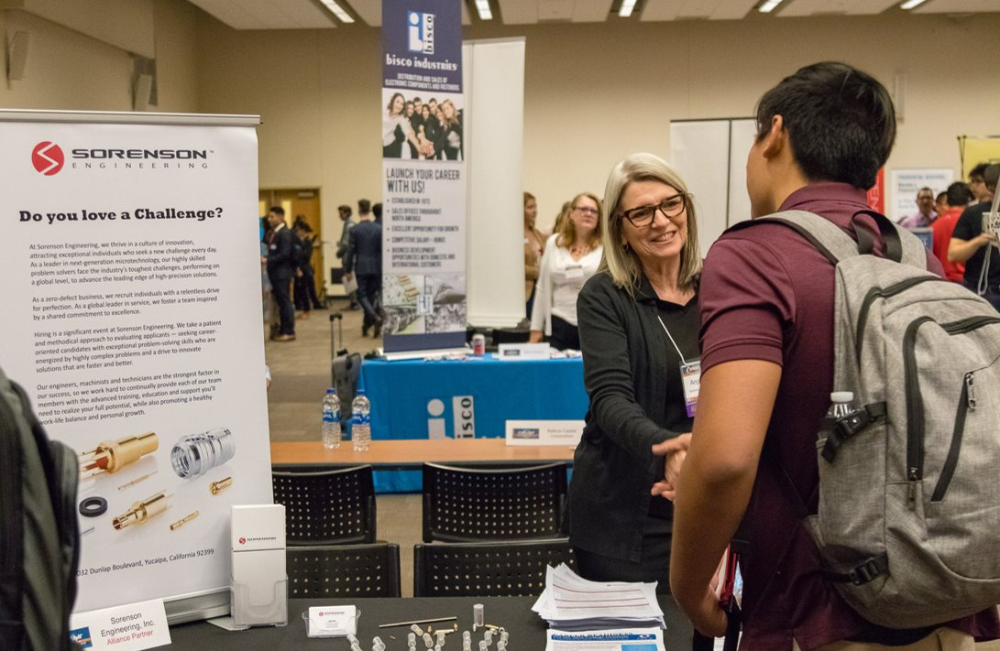 SORENSON™
ENGINEERING
Do you love a Challenge?
At Sorenson Engineering, we thrive in a culture of innovation,
attracting exceptional individuals who seek a new challenge every day.
As a leader in next-generation microtechnology, our highly skilled
problem solvers face the industry's toughest challenges, performing on
a global level, to advance the leading edge of high-precision solutions.
As a zero-defect business, we recruit individuals with a relentless drive
for perfection. As a global leader in service, we foster a team inspired
by a shared commitment to excellence.
Hiring is a significant event at Sorenson Engineering. We take a patient
and methodical approach to evaluating applicants — seeking career-
oriented candidates with exceptional problem-solving skills who are
energized by highly complex problems and a drive to innovate
solutions that are faster and better.
Our engineers, machinists and technicians are the strongest factor in
our success, so we work hard to continually provide each of our team
members with the advanced training, education and support you'll
need to realize your full potential, while also promoting a healthy
work-life balance and personal growth.
032 Dunlap Boulevard, Yucaipa, California 92399
SORENSON
Sorenson
Engineering, Inc.
Alliance Partner
bisco
bisco industries
DISTRIBUTION AND SALES OF
ELECTRONIC COMPONENTS AND FASTENERS
LAUNCH YOUR CAREER
WITH US!
ESTABLISHED IN 1973
SALES OFFICES THROUGHOUT
NORTH AMERICA
EXCELLENT OPPORTUNITY FOR GROWTH
COMPETITIVE SALARY + BONUS
BUSINESS DEVELOPMENT
OPPORTUNITIES WITH DOMESTIC AND
INTERNATIONAL CUSTOMERS
bisco
bisco
Capital
Corporation
Ang